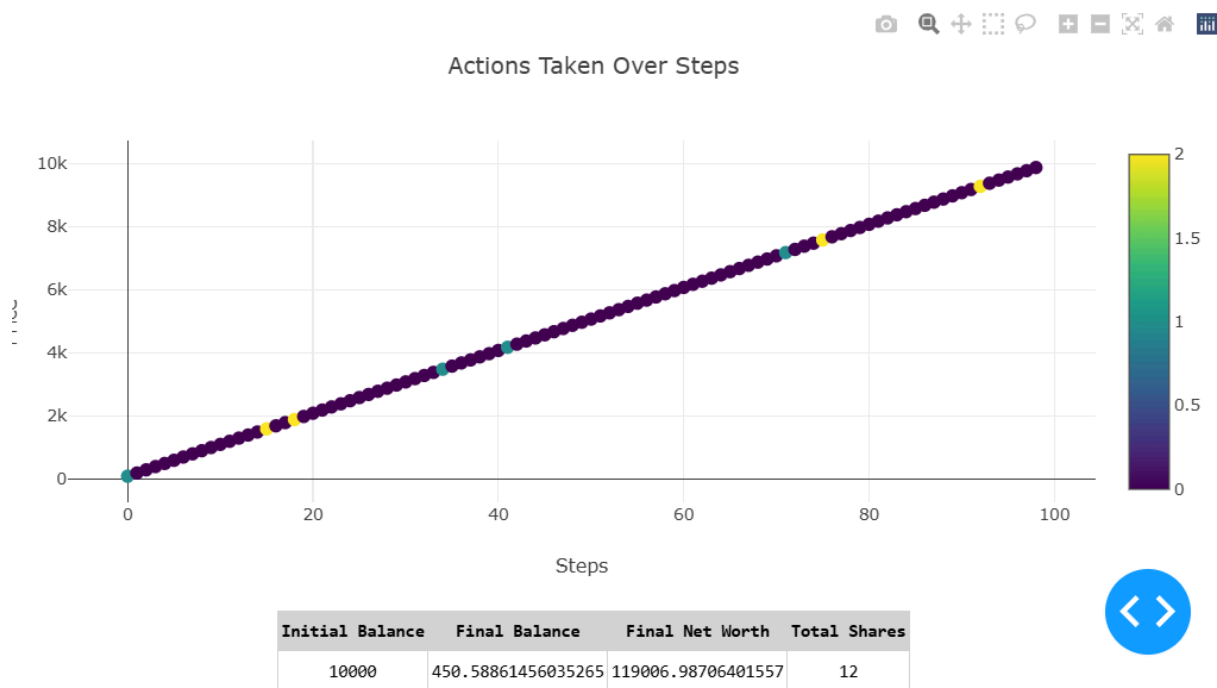 Actions Taken Over Steps
10k
8k
6k
4k
2k
0
0
20
40
60
80
100
Steps
2
1.5
1
0.5
0
Initial Balance Final Balance Final Net Worth Total Shares
10000 450.58861456035265 119006.98706401557 12